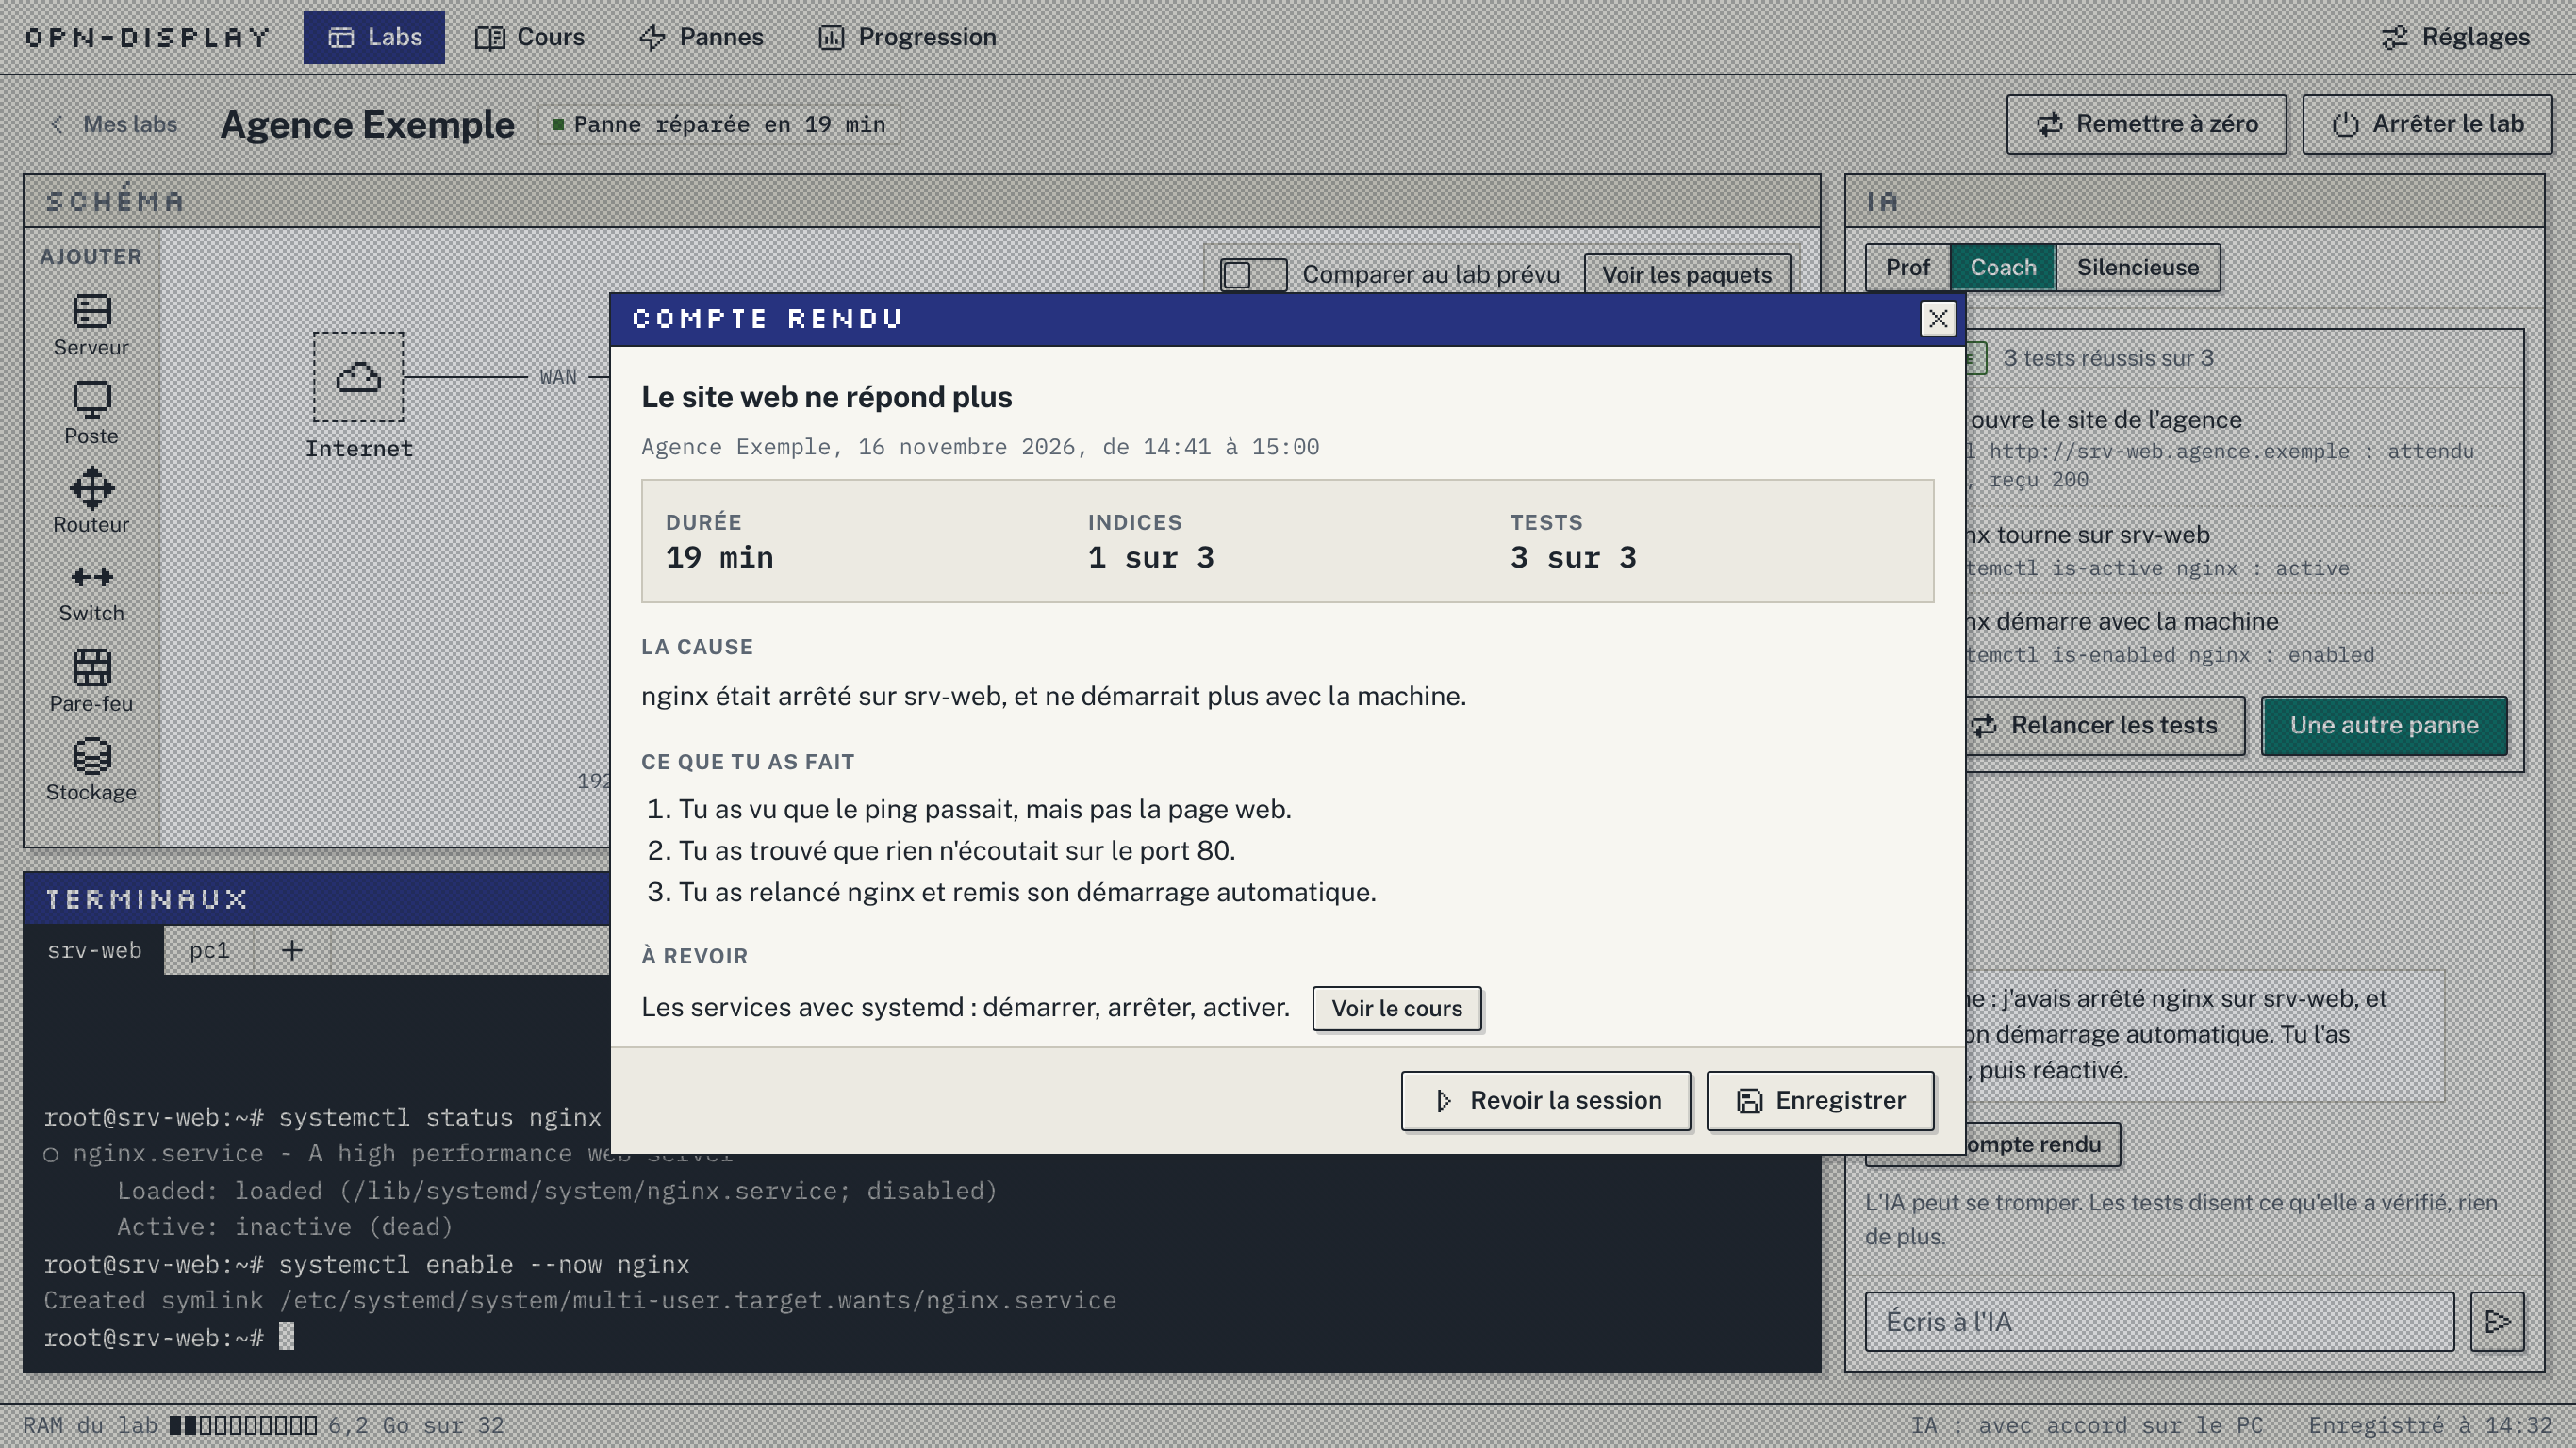 OPN-DISPLAY
Labs
Cours
Pannes
Progression
Réglages
Mes labs
Agence Exemple
Panne réparée en 19 min
Remettre à zéro
Arrêter le lab
SCHÉMA
AJOUTER
Serveur
Poste
Routeur
Switch
Pare-feu
Stockage
Internet
WAN
192
Comparer au lab prévu
Voir les paquets
COMPTE RENDU
Le site web ne répond plus
Agence Exemple, 16 novembre 2026, de 14:41 à 15:00
DURÉE
19 min
INDICES
1 sur 3
TESTS
3 sur 3
LA CAUSE
nginx était arrêté sur srv-web, et ne démarrait plus avec la machine.
CE QUE TU AS FAIT
1. Tu as vu que le ping passait, mais pas la page web.
2. Tu as trouvé que rien n'écoutait sur le port 80.
3. Tu as relancé nginx et remis son démarrage automatique.
À REVOIR
Les services avec systemd : démarrer, arrêter, activer.
Voir le cours
Revoir la session
Enregistrer
TERMINAUX
srv-web
pc1
root@srv-web:~# systemctl status nginx
○ nginx.service - A high performance web server
Loaded: loaded (/lib/systemd/system/nginx.service; disabled)
Active: inactive (dead)
root@srv-web:~# systemctl enable --now nginx
Created symlink /etc/systemd/system/multi-user.target.wants/nginx.service
root@srv-web:~#
IA
Prof
Coach
Silencieuse
3 tests réussis sur 3
ouvre le site de l'agence
http://srv-web.agence.exemple : attendu
, reçu 200
tourne sur srv-web
is-active nginx : active
démarre avec la machine
is-enabled nginx : enabled
Relancer les tests
Une autre panne
: j'avais arrêté nginx sur srv-web, et
démarrage automatique. Tu l'as
, puis réactivé.
compte rendu
L'IA peut se tromper. Les tests disent ce qu'elle a vérifié, rien
de plus.
Écris à l'IA
RAM du lab
6,2 Go sur 32
IA : avec accord sur le PC
Enregistré à 14:32